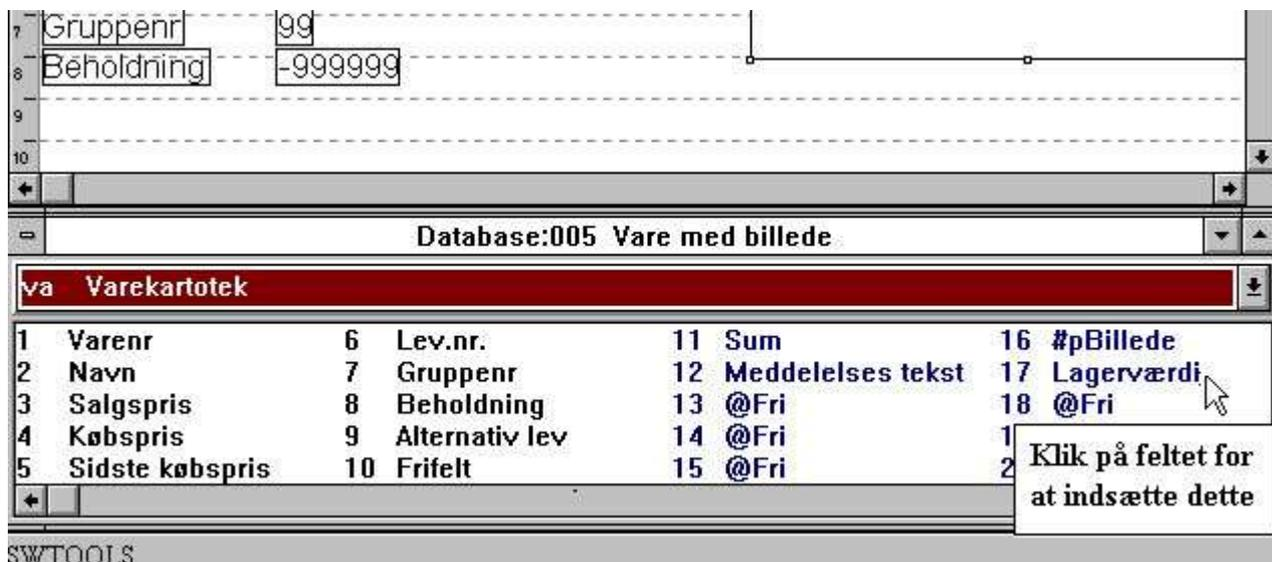 7 Gruppenr 99
8 Beholdning -999999
9
10
Database:005 Vare med billede
va Varekartotek
1 Varenr 6 Lev.nr. 11 Sum 16 #pBillede
2 Navn 7 Gruppenr 12 Meddelelses tekst 17 Lagerværdi
3 Salgspris 8 Beholdning 13 @Fri 18 @Fri
4 Købspris 9 Alternativ lev 14 @Fri 1
5 Sidste købspris 10 Frifelt 15 @Fri 2
Klik på feltet for
at indsætte dette
SWTOOLS